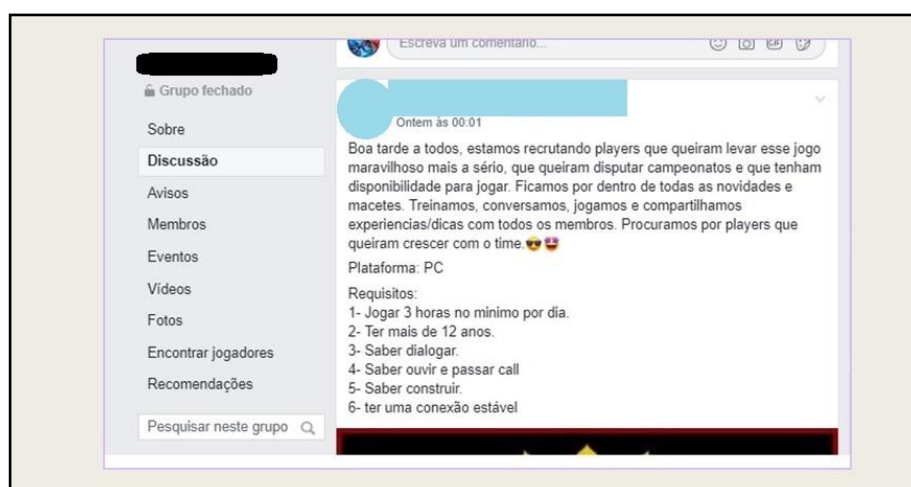 Escreva um comentário...
Grupo fechado
Sobre
Discussão
Avisos
Membros
Eventos
Vídeos
Fotos
Encontrar jogadores
Recomendações
Pesquisar neste grupo
Ontem às 00:01
Boa tarde a todos, estamos recrutando players que queiram levar esse jogo
maravilhoso mais a sério, que queiram disputar campeonatos e que tenham
disponibilidade para jogar. Ficamos por dentro de todas as novidades e
macetes. Treinamos, conversamos, jogamos e compartilhamos
experiencias/dicas com todos os membros. Procuramos por players que
queiram crescer com o time.😎🤩
Plataforma: PC
Requisitos:
1- Jogar 3 horas no minimo por dia.
2- Ter mais de 12 anos.
3- Saber dialogar.
4- Saber ouvir e passar call
5- Saber construir.
6- ter uma conexão estável